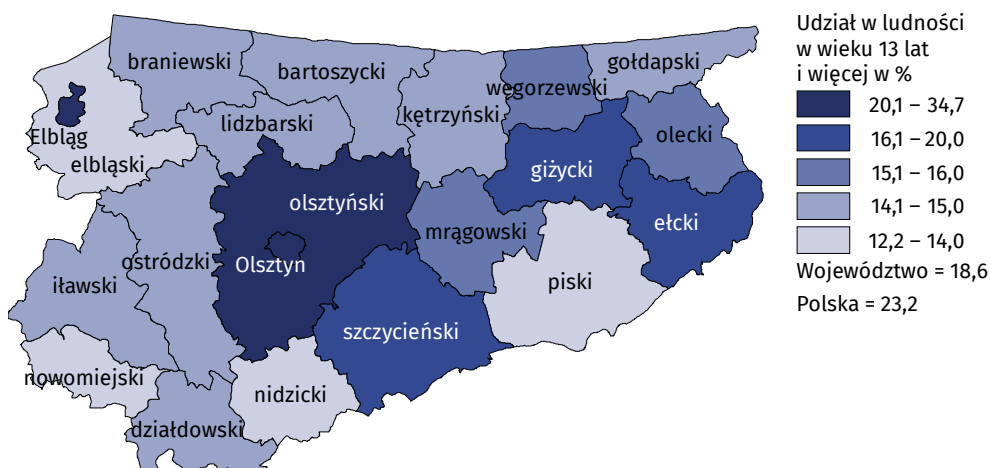 Udział w ludności
w wieku 13 lat
i więcej w %
20,1 – 34,7
16,1 – 20,0
15,1 – 16,0
14,1 – 15,0
12,2 – 14,0
Województwo = 18,6
Polska = 23,2
braniewski
bartoszycki
gołdapski
węgorzewski
kętrzyński
lidzbarski
olecki
Elbląg
elbląski
giżycki
olsztyński
ełcki
mrągowski
ostródzki
Olsztyn
iławski
piski
szczycieński
nowomiejski
nidzicki
działdowski